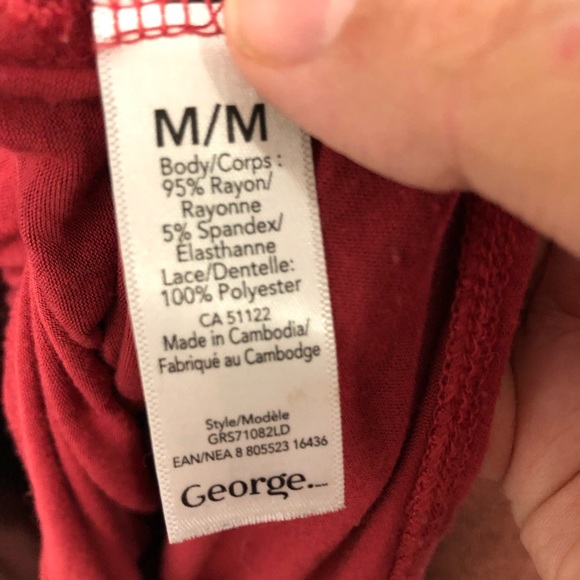 M/M
Body/Corps :
95% Rayon/
Rayonne
5% Spandex/
Élasthanne
Lace/Dentelle:
100% Polyester
CA 51122
Made in Cambodia/
Fabriqué au Cambodge
Style/Modèle
GRS71082LD
EAN/NEA 8 805523 16436
George.